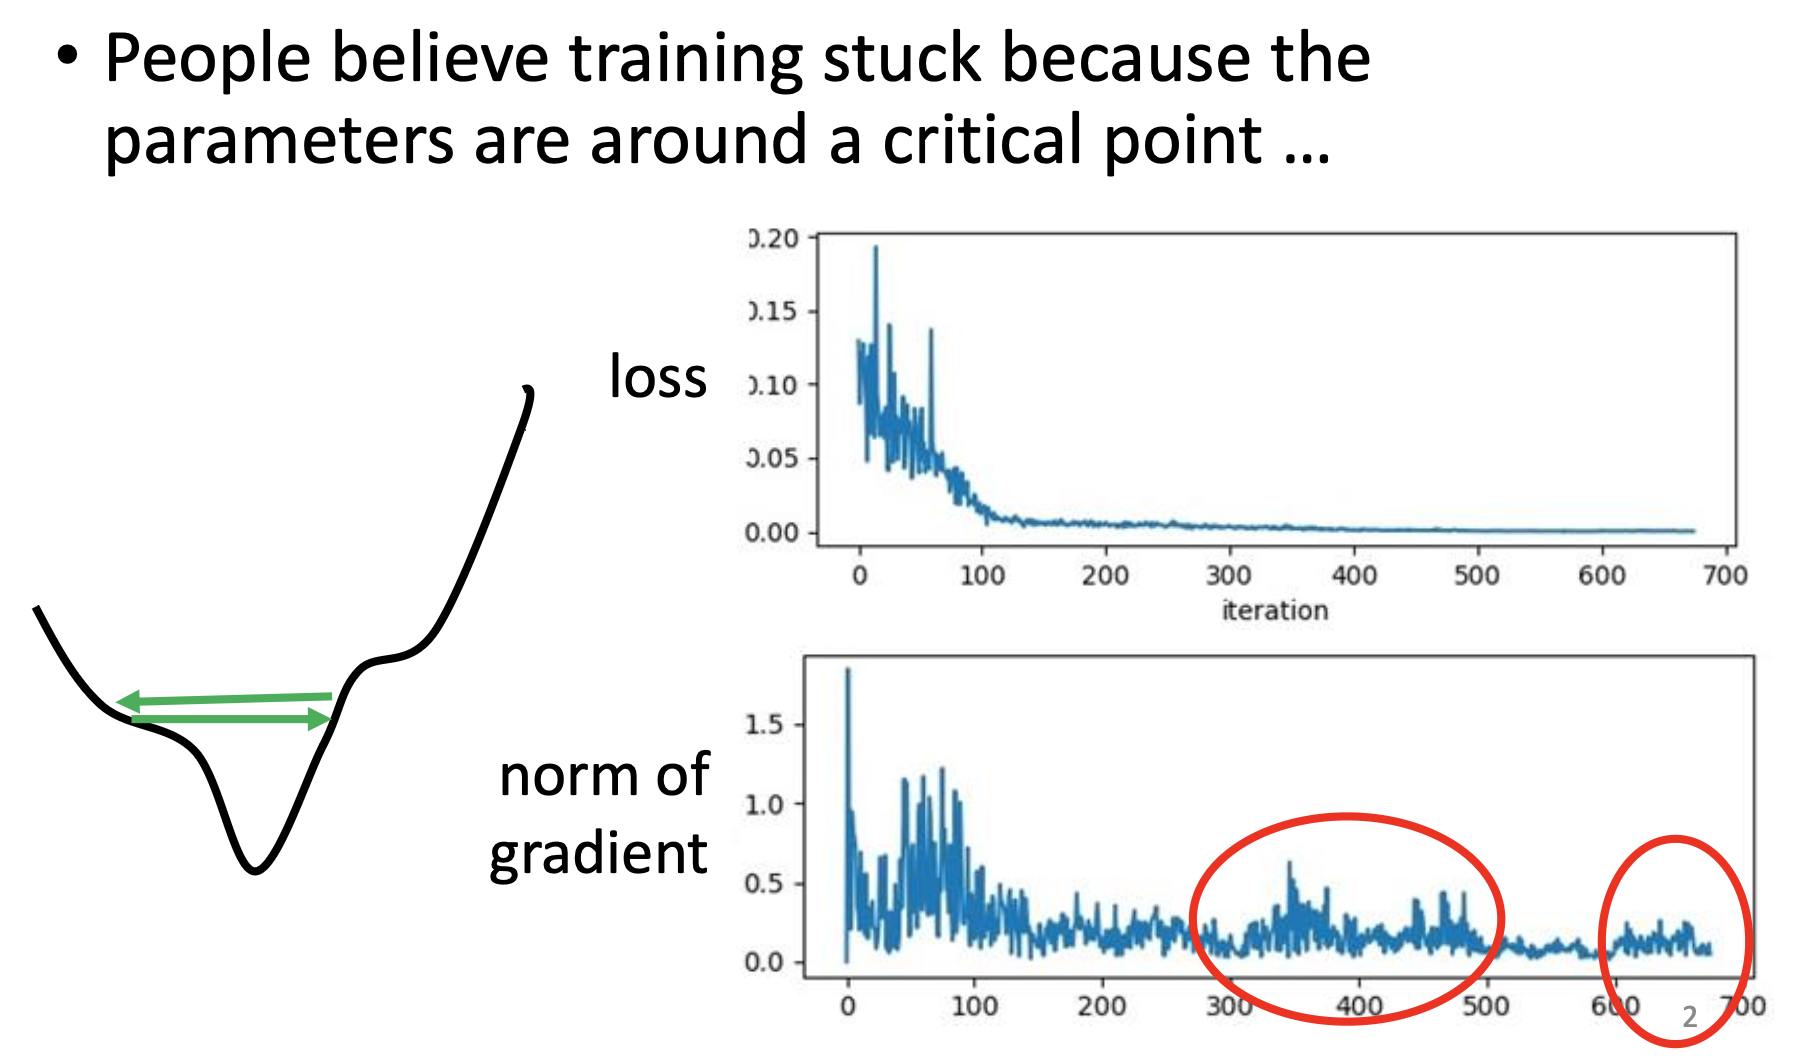 • People believe training stuck because the
parameters are around a critical point ...
loss
0.20
0.15
0.10
0.05
0.00
0 100 200 300 400 500 600 700
iteration
norm of
gradient
1.5
1.0
0.5
0.0
0 100 200 300 400 500 600 700
2